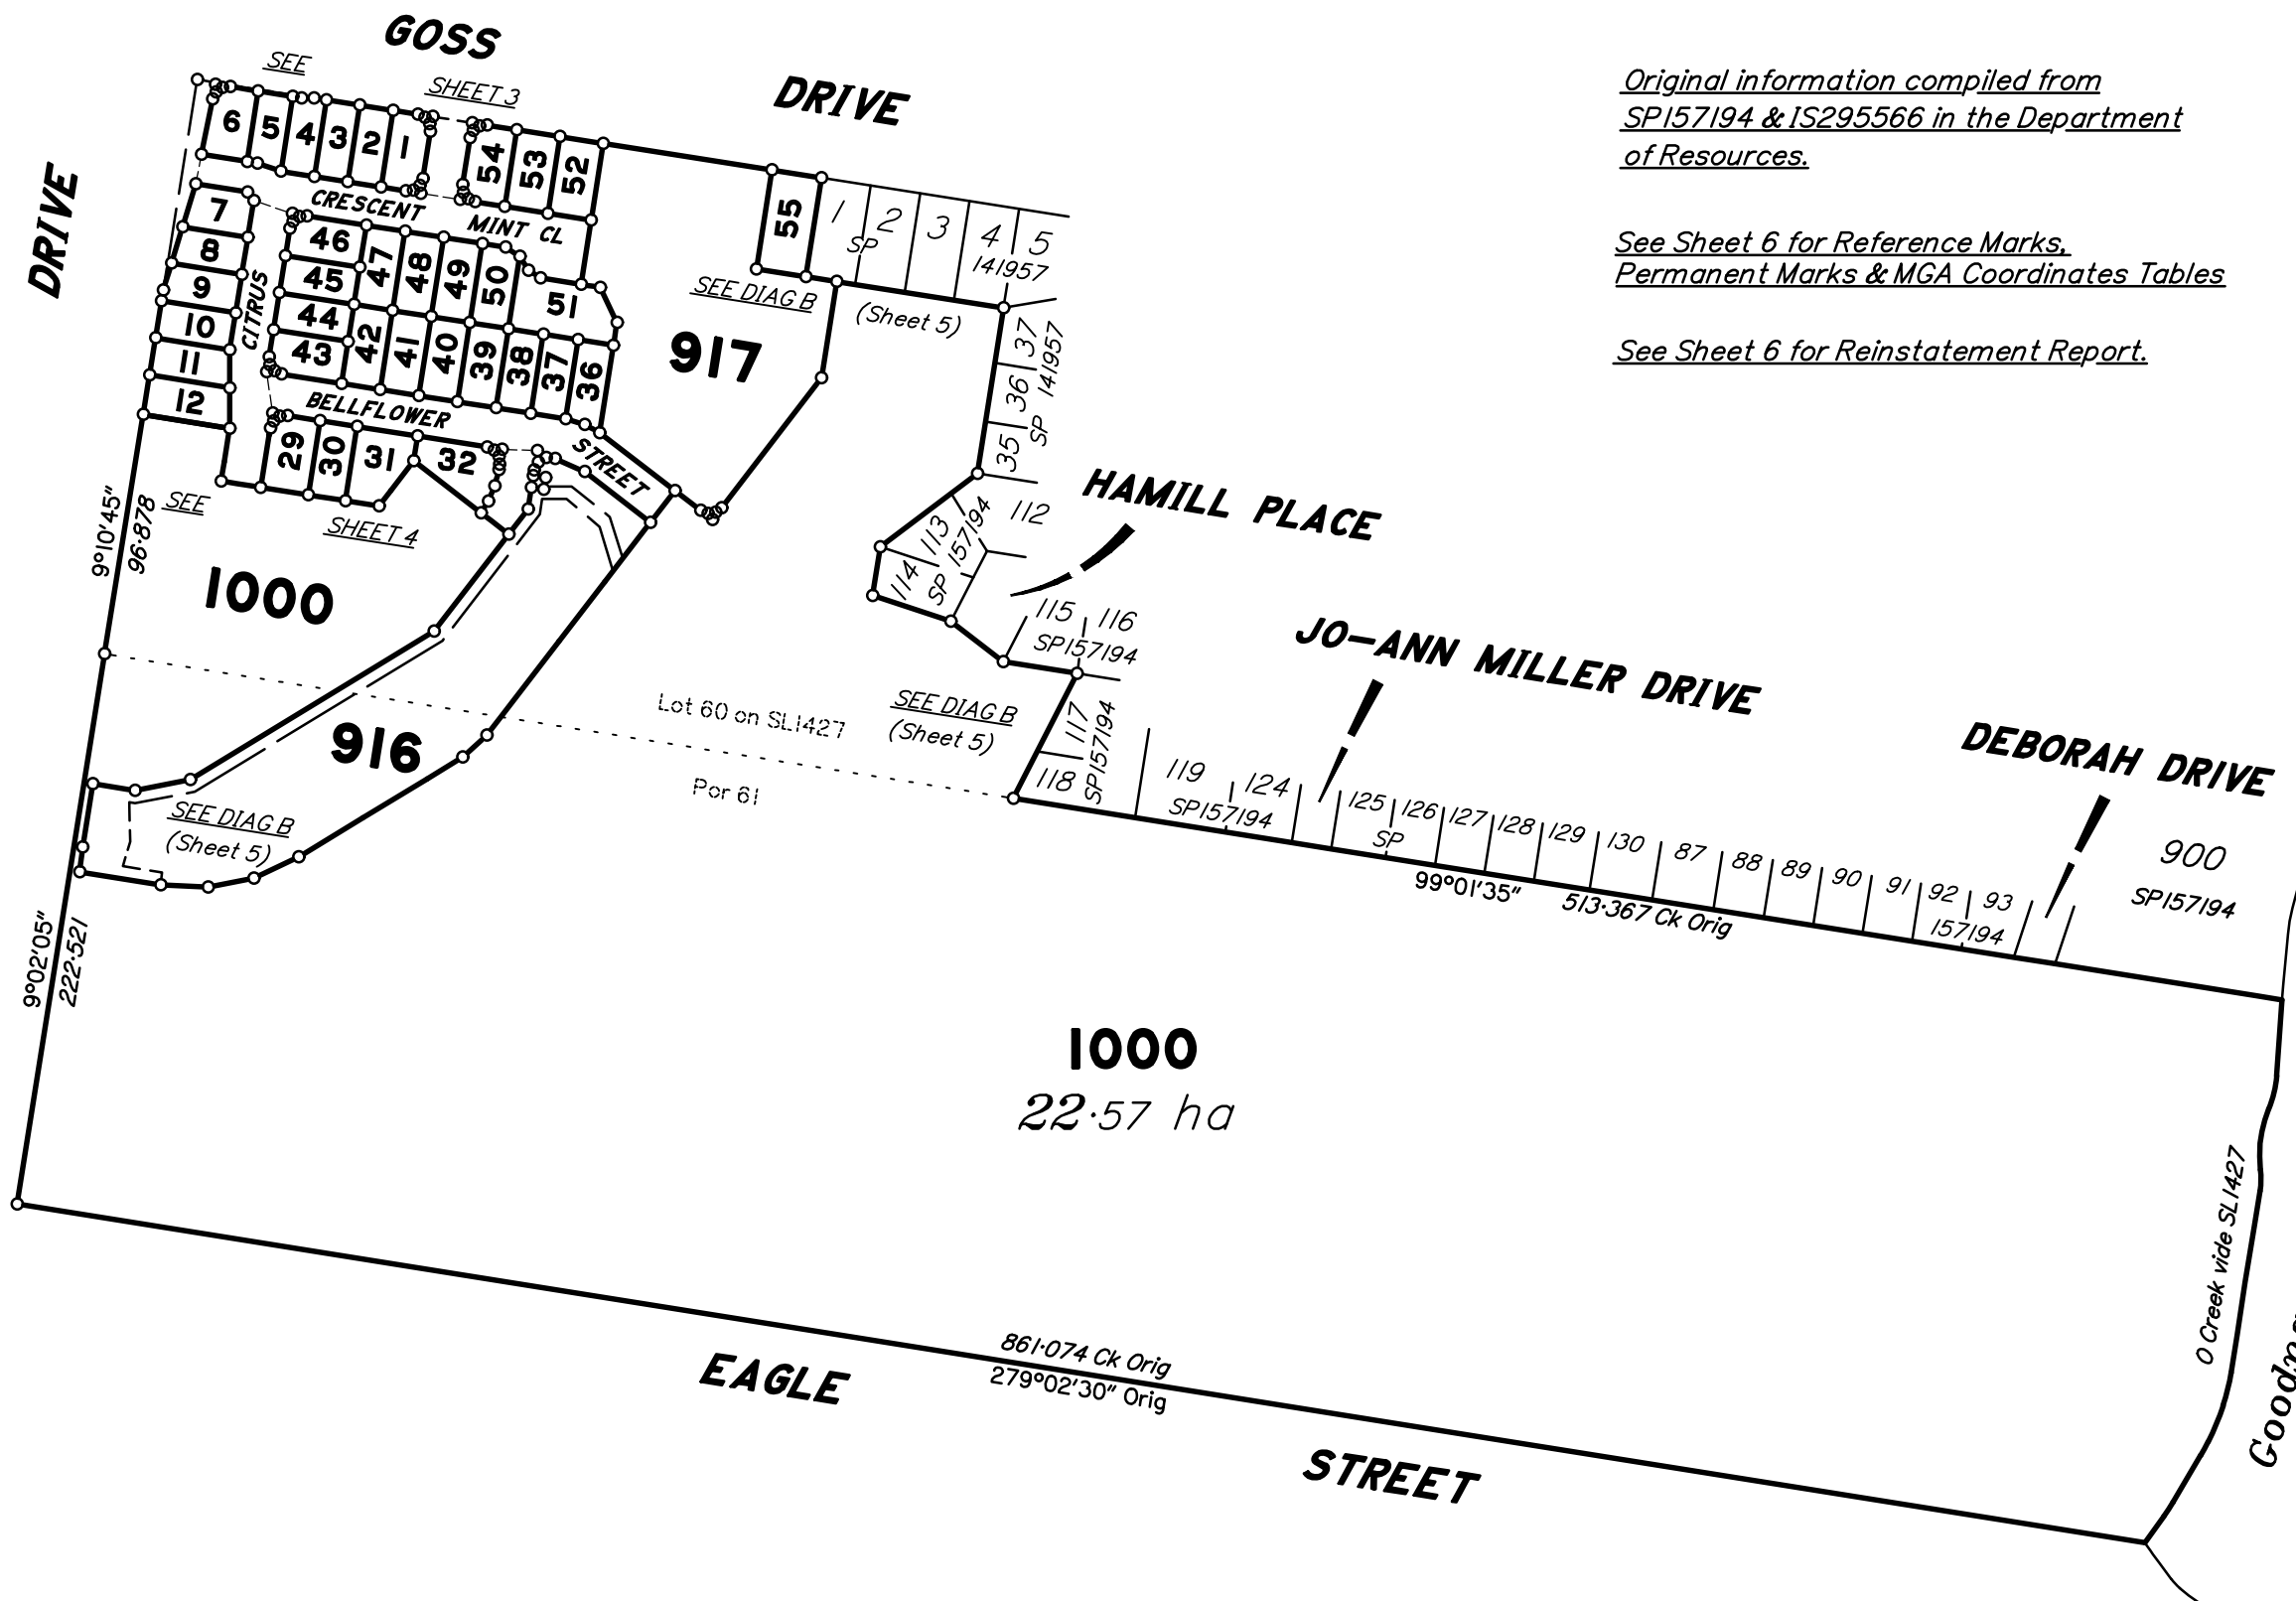 GOSS
DRIVE
DRIVE
SEE
SHEET 3
Original information compiled from
SP157194 & IS295566 in the Department
of Resources.
See Sheet 6 for Reference Marks,
Permanent Marks & MGA Coordinates Tables
See Sheet 6 for Reinstatement Report.
6 5 4 3 2 1
54 53 52
CRESCENT
MINT CL
55
1 2 3 4 5
SP
141957
7
8
9
10
11
12
CITRUS
46
45
44
43
47 48 49 50
51
42 41 40 39 38 37 36
SEE DIAG B
(Sheet 5)
917
37
36
35
SP 141957
BELLFLOWER
STREET
29 30 31 32
SEE
SHEET 4
9°10'45"
96·878
1000
112
113
114
SP 157194
HAMILL PLACE
115 116
SP157194
JO-ANN MILLER DRIVE
DEBORAH DRIVE
Lot 60 on SL1427
Por 61
SEE DIAG B
(Sheet 5)
117
118
SP157194
119 124
SP157194
125 126 127 128 129 130 87 88 89 90 91 92 93
SP
157194
900
SP157194
916
SEE DIAG B
(Sheet 5)
99°01'35"
513·367 Ck Orig
9°02'05"
222·521
1000
22·57 ha
O Creek vide SL1427
861·074 Ck Orig
279°02'30" Orig
EAGLE
STREET